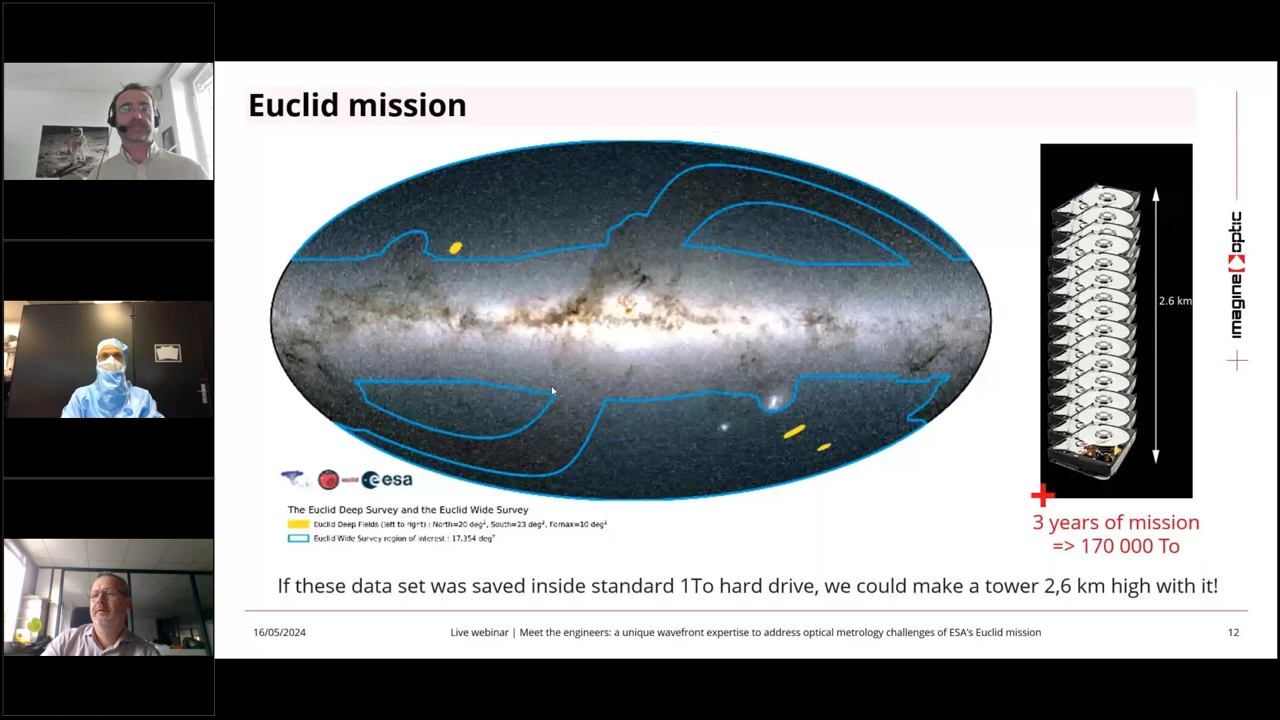 Euclid mission
2.6 km
imagine optic
esa
The Euclid Deep Survey and the Euclid Wide Survey
Euclid Deep Fields (left to right) : North=20 deg², South=23 deg², Fornax=10 deg²
Euclid Wide Survey region of interest : 17,354 deg²
3 years of mission
=> 170 000 To
If these data set was saved inside standard 1To hard drive, we could make a tower 2,6 km high with it!
16/05/2024
Live webinar | Meet the engineers: a unique wavefront expertise to address optical metrology challenges of ESA's Euclid mission
12